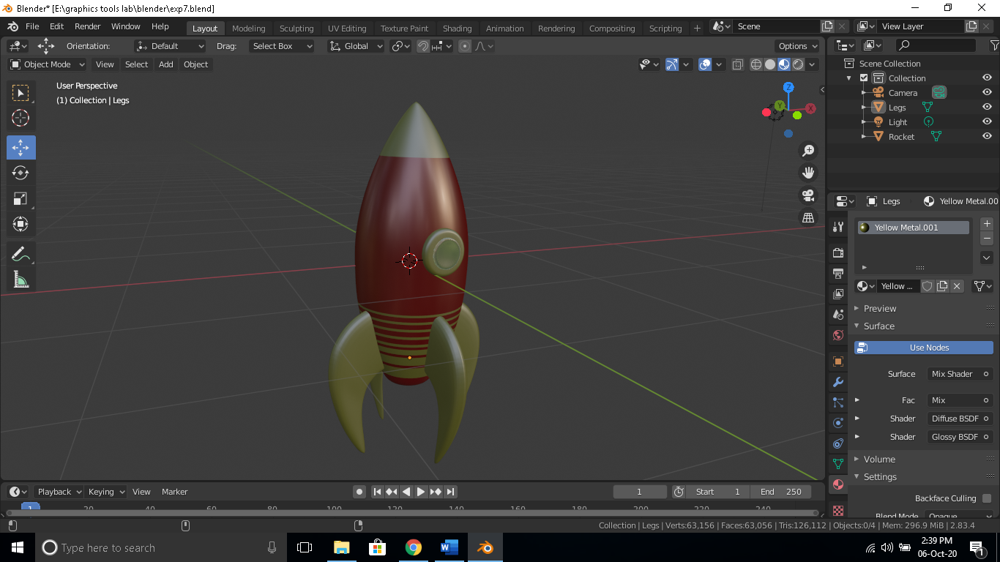 Blender* [E:\graphics tools lab\blender\exp7.blend]
File Edit Render Window Help Layout Modeling Sculpting UV Editing Texture Paint Shading Animation Rendering Compositing Scripting + Scene View Layer
Orientation: Default Drag: Select Box Global Options
Object Mode View Select Add Object
User Perspective
(1) Collection | Legs
Z
Y
X
Scene Collection
Collection
Camera
Legs
Light
Rocket
Legs Yellow Metal.00
Yellow Metal.001
Yellow ...
Preview
Surface
Use Nodes
Surface Mix Shader
Fac Mix
Shader Diffuse BSDF
Shader Glossy BSDF
Volume
Settings
Backface Culling
Blend Mode Opaque
Playback Keying View Marker 1 Start 1 End 250
1 20 40 60 80 100 120 140 160 180 200 220 240
Collection | Legs | Verts:63,156 | Faces:63,056 | Tris:126,112 | Objects:0/4 | Mem: 296.9 MiB | 2.83.4
Type here to search
2:39 PM
06-Oct-20
1